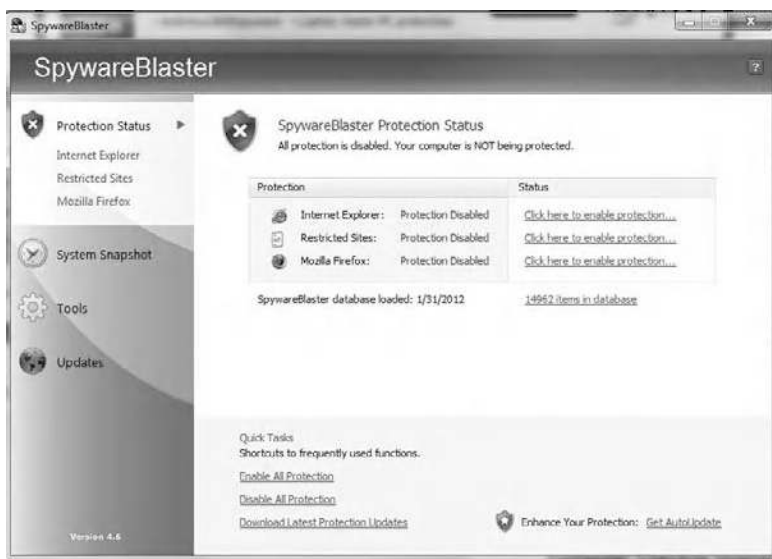 SpywareBlaster
SpywareBlaster
?
Protection Status
Internet Explorer
Restricted Sites
Mozilla Firefox
System Snapshot
Tools
Updates
Version 4.6
SpywareBlaster Protection Status
All protection is disabled. Your computer is NOT being protected.
Protection Status
Internet Explorer: Protection Disabled Click here to enable protection...
Restricted Sites: Protection Disabled Click here to enable protection...
Mozilla Firefox: Protection Disabled Click here to enable protection...
SpywareBlaster database loaded: 1/31/2012 14962 items in database
Quick Tasks
Shortcuts to frequently used functions.
Enable All Protection
Disable All Protection
Download Latest Protection Updates
Enhance Your Protection: Get AutoUpdate